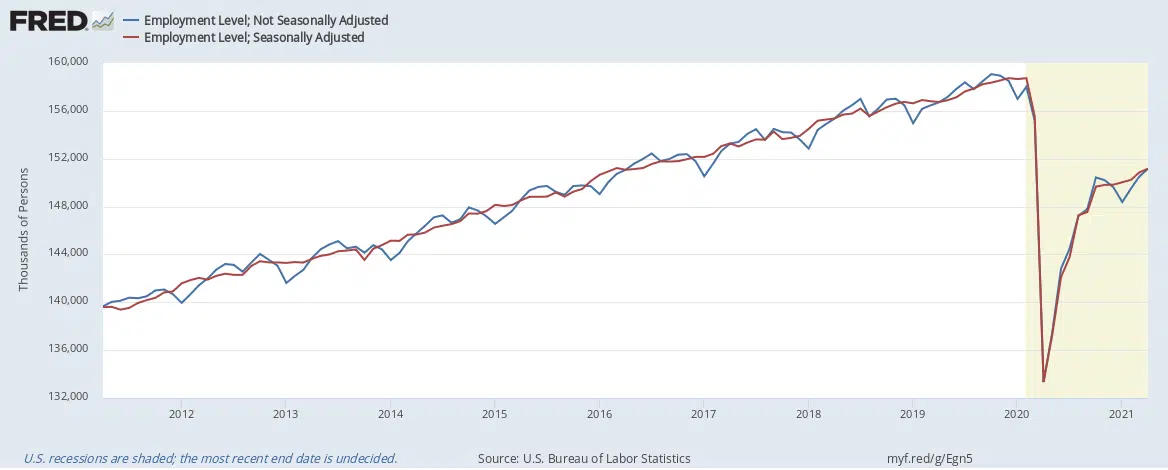 FRED
Employment Level; Not Seasonally Adjusted
Employment Level; Seasonally Adjusted
Thousands of Persons
160,000
156,000
152,000
148,000
144,000
140,000
136,000
132,000
2012 2013 2014 2015 2016 2017 2018 2019 2020 2021
U.S. recessions are shaded; the most recent end date is undecided. Source: U.S. Bureau of Labor Statistics myf.red/g/Egn5